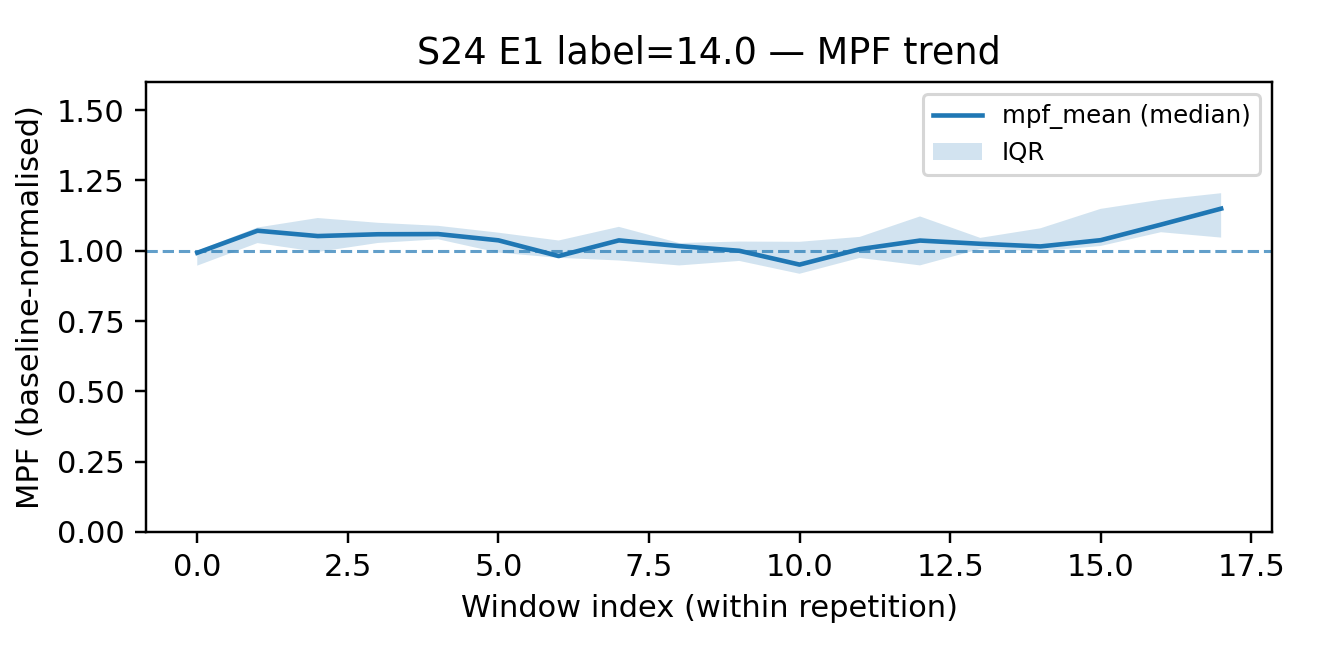 S24 E1 label=14.0 — MPF trend
mpf_mean (median)
IQR
MPF (baseline-normalised)
1.50
1.25
1.00
0.75
0.50
0.25
0.00
0.0 2.5 5.0 7.5 10.0 12.5 15.0 17.5
Window index (within repetition)